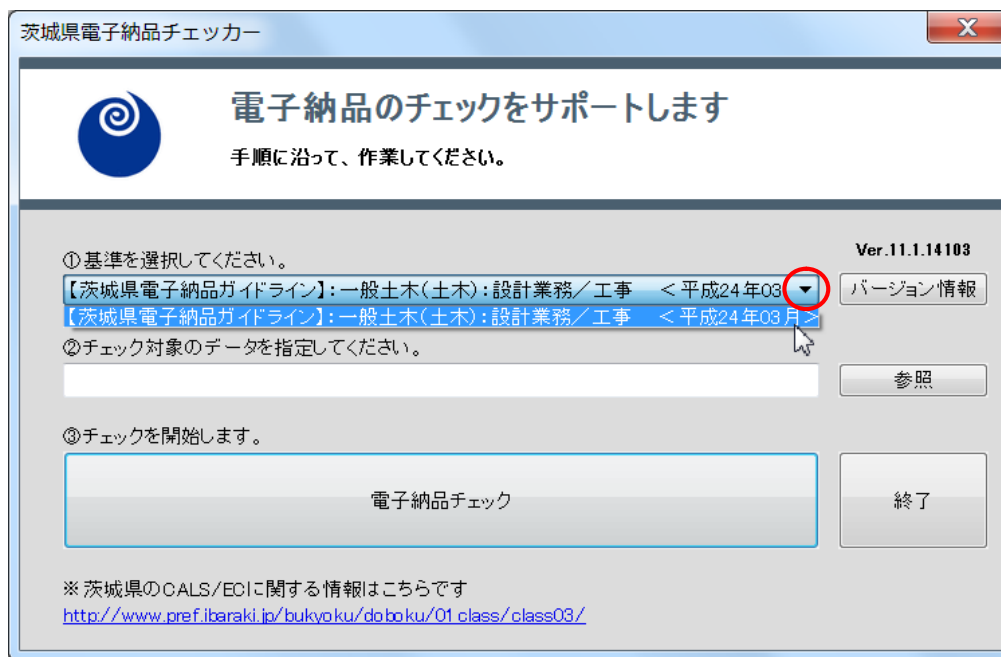 茨城県電子納品チェッカー
電子納品のチェックをサポートします
手順に沿って、作業してください。
①基準を選択してください。
Ver.11.1.14103
【茨城県電子納品ガイドライン】:一般土木(土木):設計業務/工事 <平成24年03
バージョン情報
【茨城県電子納品ガイドライン】:一般土木(土木):設計業務/工事 <平成24年03月>
②チェック対象のデータを指定してください。
参照
③チェックを開始します。
電子納品チェック
終了
※茨城県のCALS/ECIに関する情報はこちらです
http://www.pref.ibaraki.jp/bukyoku/doboku/01class/class03/